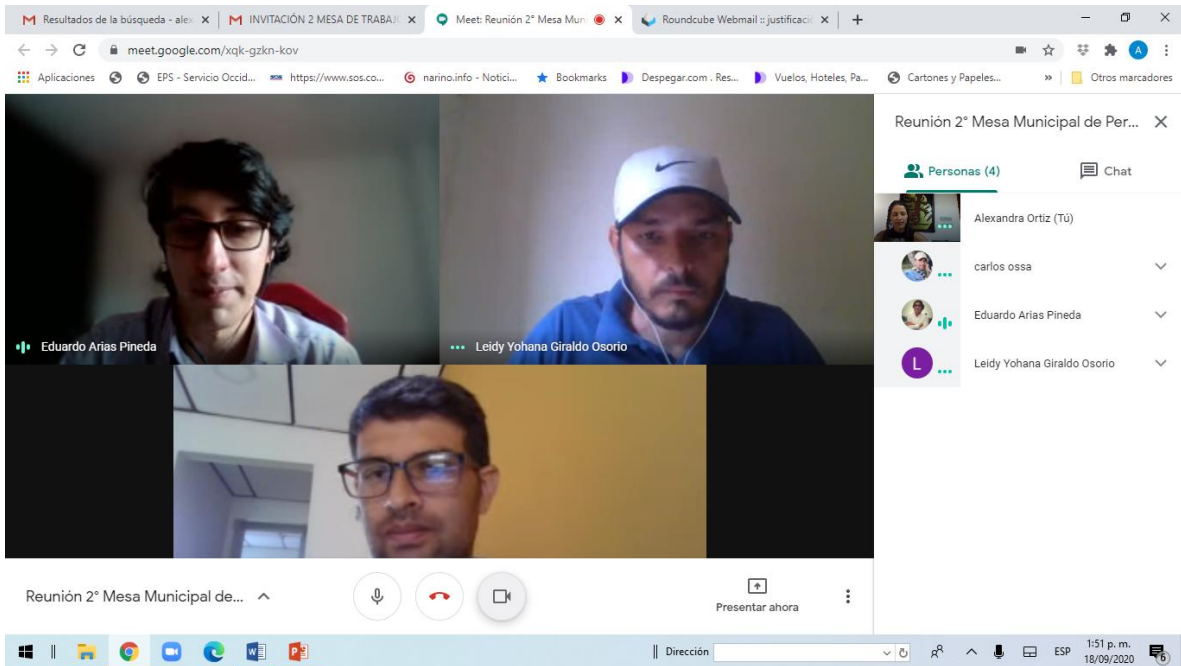 Resultados de la búsqueda - alex
INVITACIÓN 2 MESA DE TRABAJO
Meet: Reunión 2° Mesa Mun
Roundcube Webmail :: justificació
meet.google.com/xqk-gzkn-kov
A
Aplicaciones
EPS - Servicio Occid...
https://www.sos.co...
narino.info - Notici...
Bookmarks
Despegar.com . Res...
Vuelos, Hoteles, Pa...
Cartones y Papeles...
»
Otros marcadores
Eduardo Arias Pineda
Leidy Yohana Giraldo Osorio
Reunión 2° Mesa Municipal de Per...
Personas (4)
Chat
Alexandra Ortiz (Tú)
carlos ossa
Eduardo Arias Pineda
L
Leidy Yohana Giraldo Osorio
Reunión 2° Mesa Municipal de...
Presentar ahora
Dirección
ESP
1:51 p. m.
18/09/2020
6